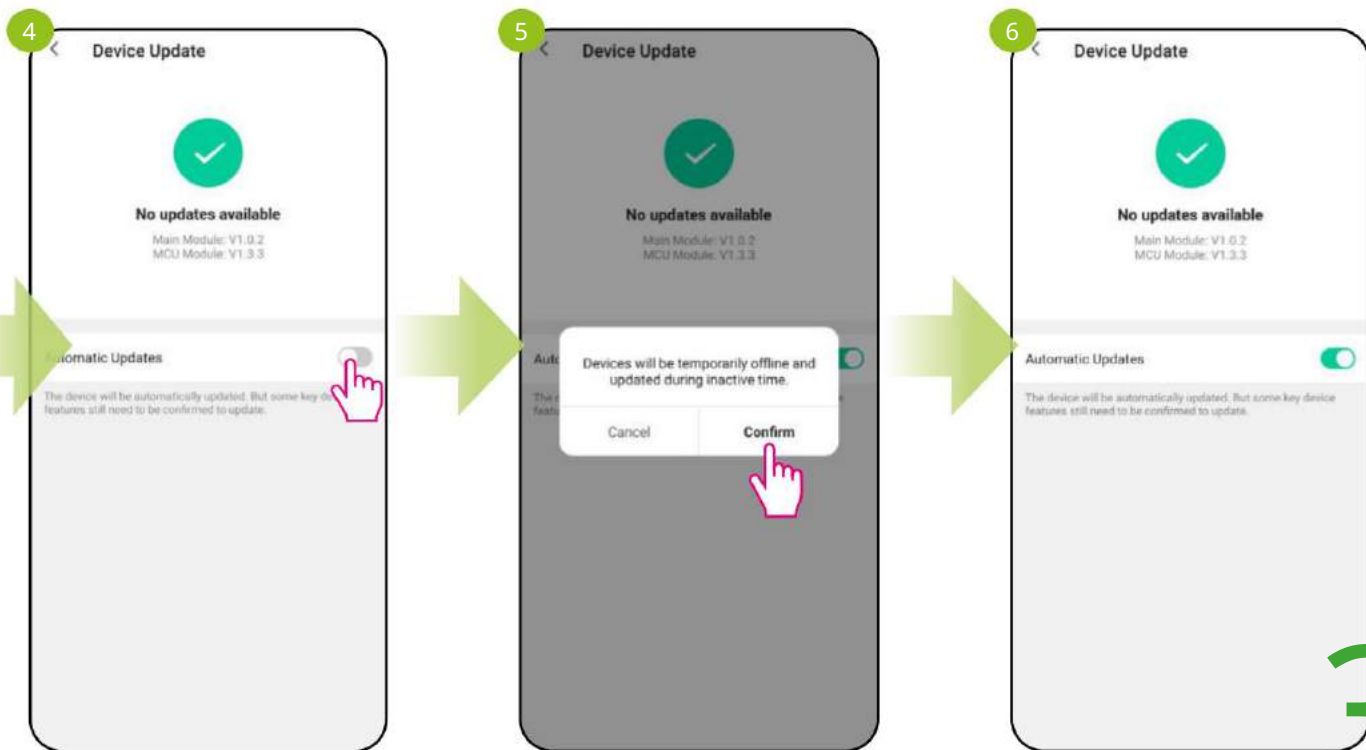 4
Device Update
No updates available
Main Module: V1.0.2
MCU Module: V1.3.3
omatic Updates
The device will be automatically updated. But some key de
features still need to be confirmed to update.
5
Device Update
No updates available
Main Module: V1.0.2
MCU Module: V1.3.3
Auto
Devices will be temporarily offline and
updated during inactive time.
Cancel
Confirm
6
Device Update
No updates available
Main Module: V1.0.2
MCU Module: V1.3.3
Automatic Updates
The device will be automatically updated. But some key device
features still need to be confirmed to update.